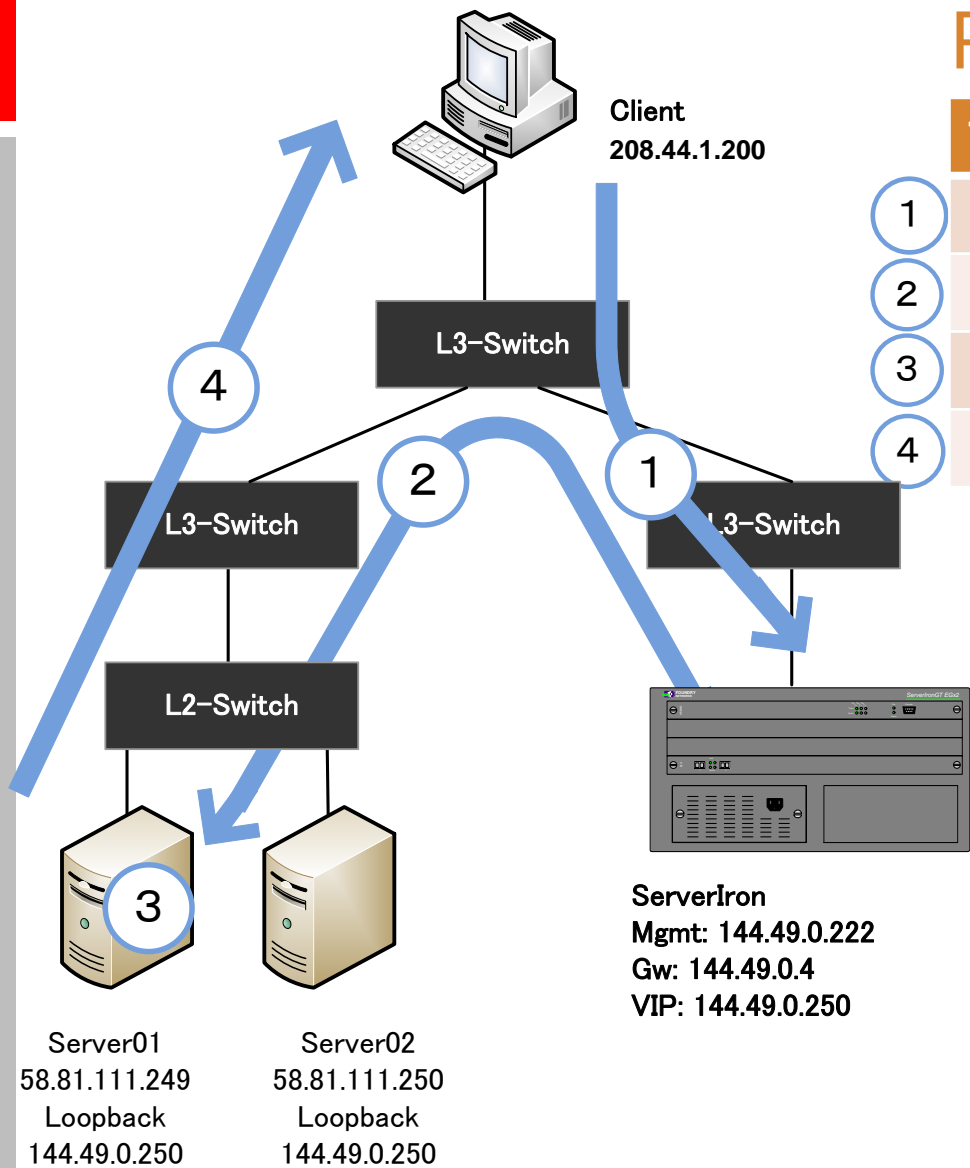 Client
208.44.1.200
1
2
3
4
L3-Switch
4
2
1
L3-Switch
L3-Switch
L2-Switch
FOUNDRY
ServerIronGT EGx2
3
ServerIron
Mgmt: 144.49.0.222
Gw: 144.49.0.4
VIP: 144.49.0.250
Server01
58.81.111.249
Loopback
144.49.0.250
Server02
58.81.111.250
Loopback
144.49.0.250